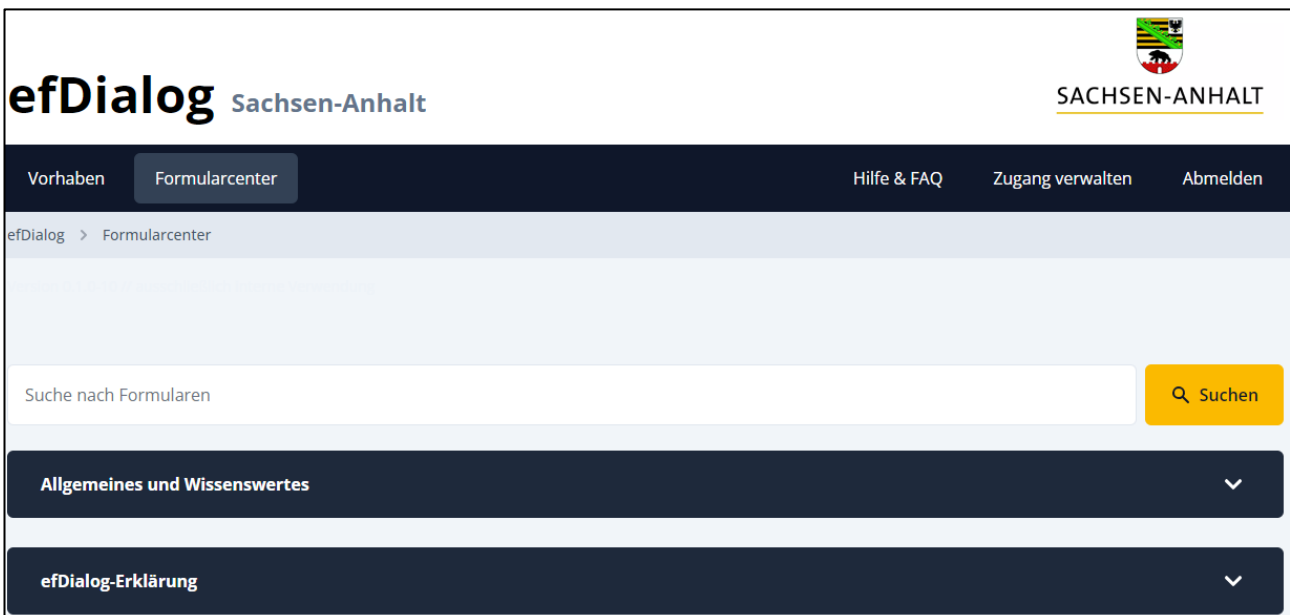 efDialog Sachsen-Anhalt
SACHSEN-ANHALT
Vorhaben Formularcenter Hilfe & FAQ Zugang verwalten Abmelden
efDialog > Formularcenter
Suche nach Formularen Suchen
Allgemeines und Wissenswertes
efDialog-Erklärung